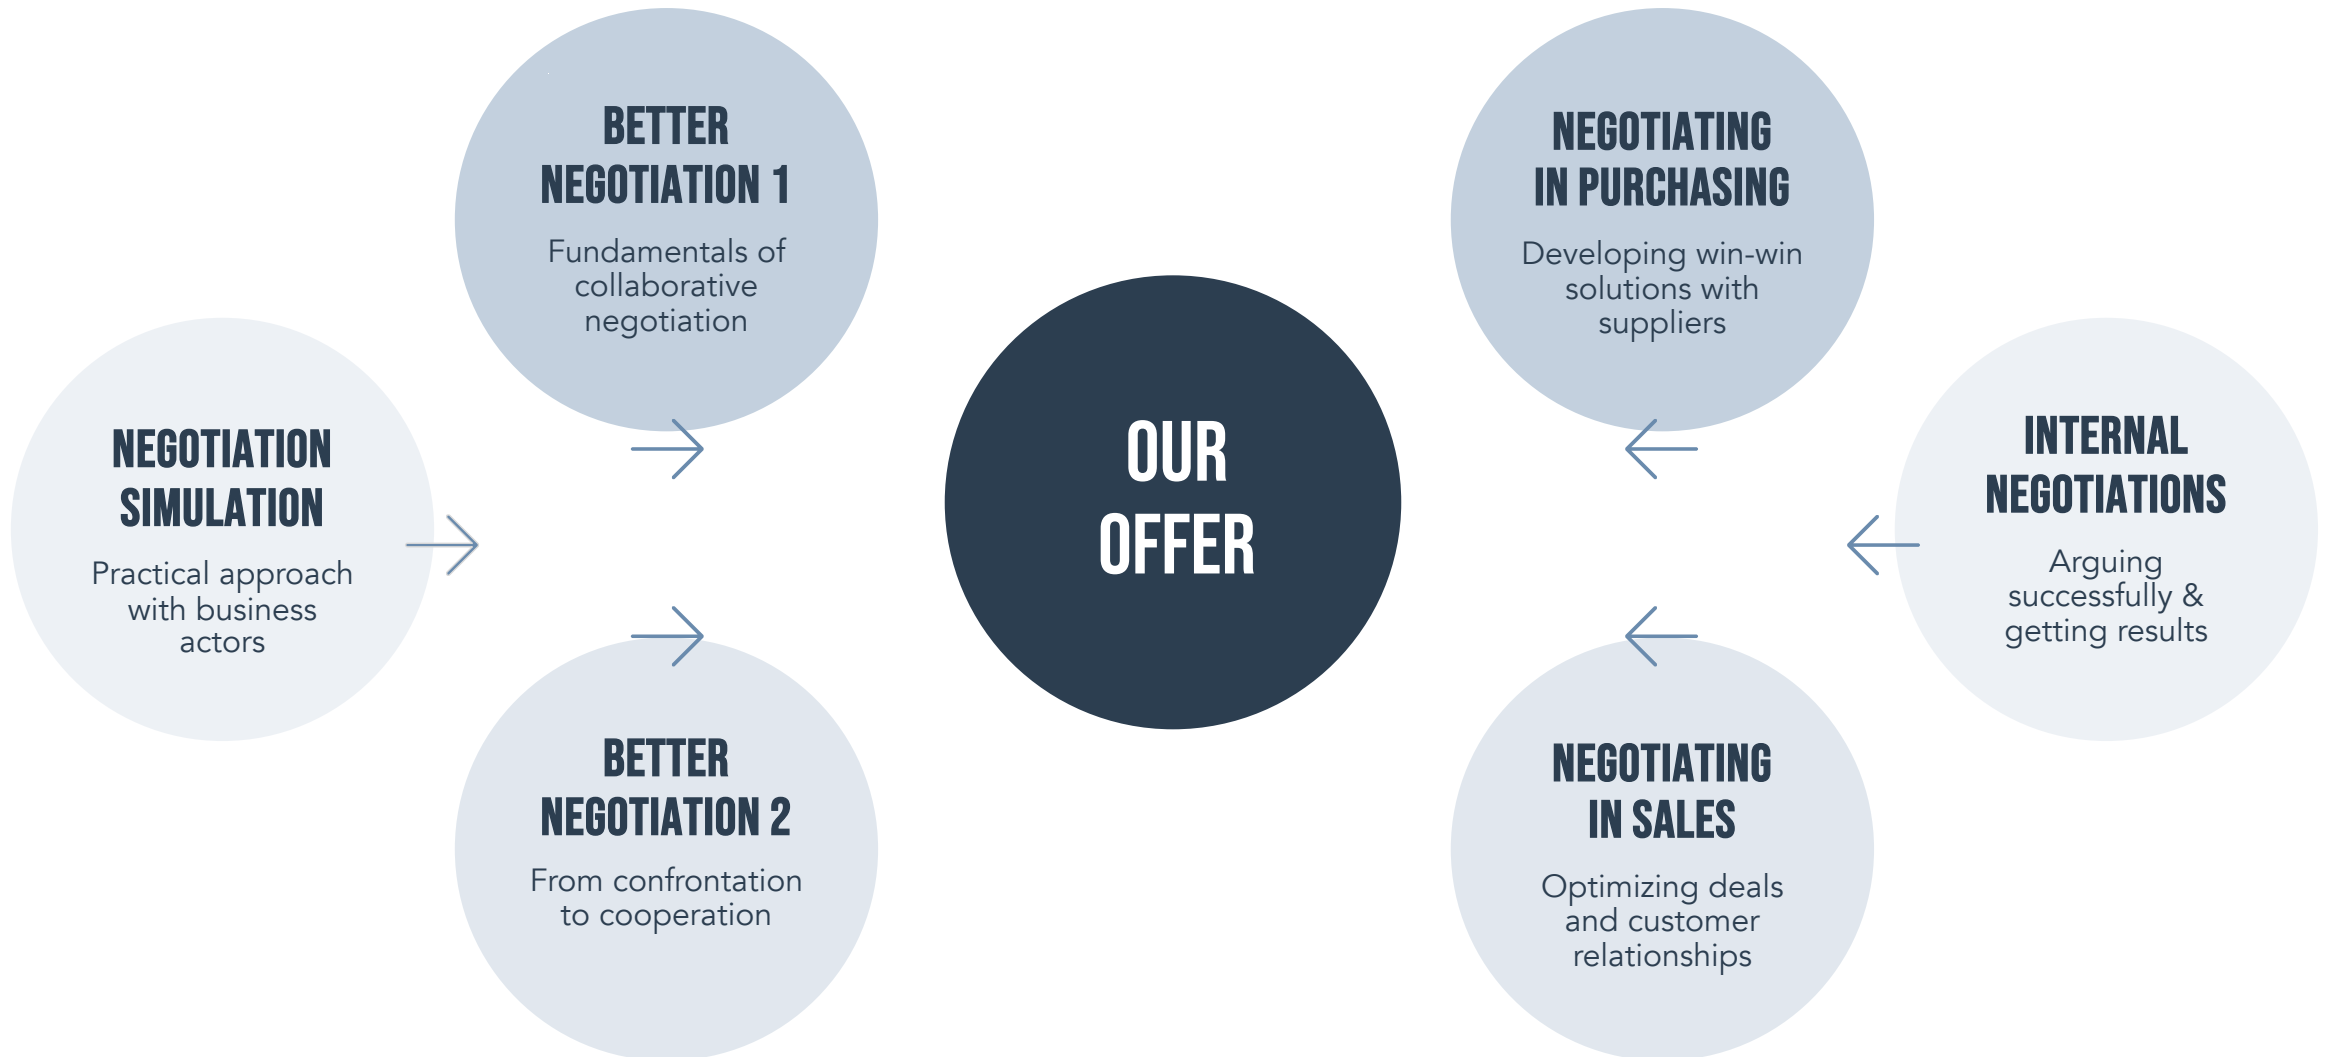 BETTER
NEGOTIATION 1
Fundamentals of
collaborative
negotiation
NEGOTIATING
IN PURCHASING
Developing win-win
solutions with
suppliers
NEGOTIATION
SIMULATION
Practical approach
with business
actors
OUR
OFFER
INTERNAL
NEGOTIATIONS
Arguing
successfully &
getting results
BETTER
NEGOTIATION 2
From confrontation
to cooperation
NEGOTIATING
IN SALES
Optimizing deals
and customer
relationships